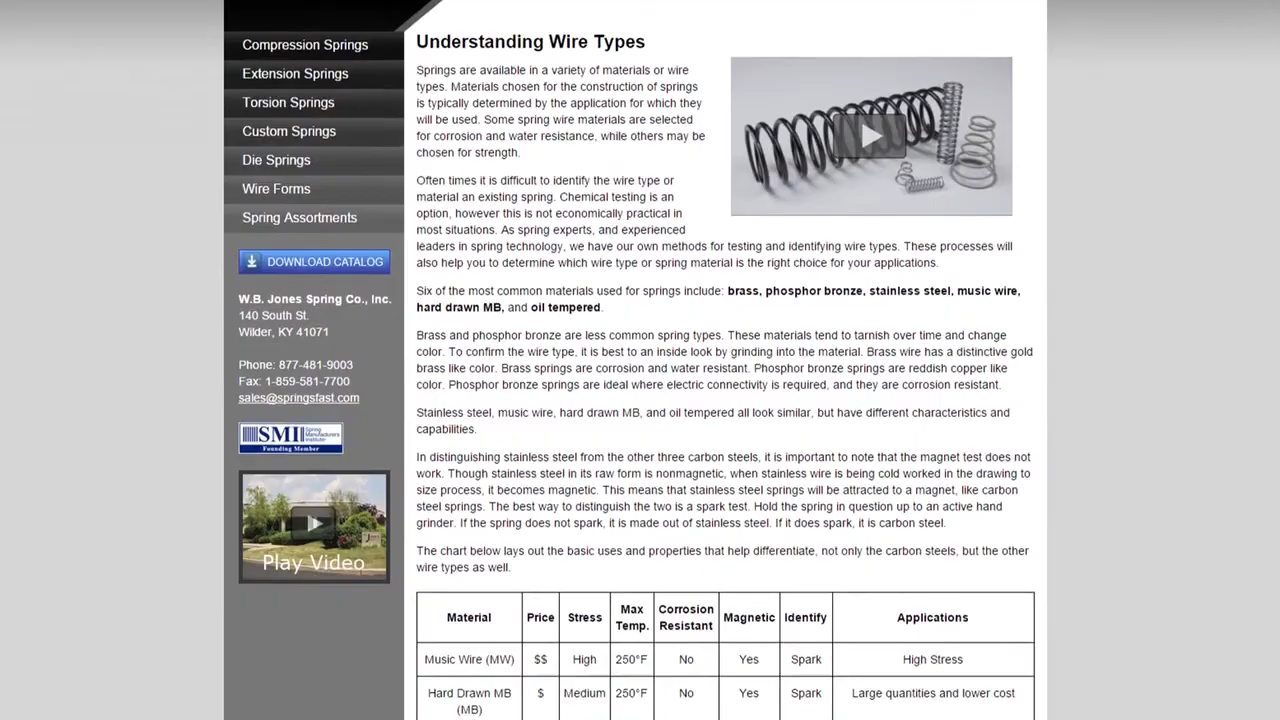 Compression Springs
Extension Springs
Torsion Springs
Custom Springs
Die Springs
Wire Forms
Spring Assortments
DOWNLOAD CATALOG
W.B. Jones Spring Co., Inc.
140 South St.
Wilder, KY 41071
Phone: 877-481-9003
Fax: 1-859-581-7700
sales@springsfast.com
SMI
Spring
Manufacturers
Institute
Founding Member
Play Video
Understanding Wire Types
Springs are available in a variety of materials or wire
types. Materials chosen for the construction of springs
is typically determined by the application for which they
will be used. Some spring wire materials are selected
for corrosion and water resistance, while others may be
chosen for strength.
Often times it is difficult to identify the wire type or
material an existing spring. Chemical testing is an
option, however this is not economically practical in
most situations. As spring experts, and experienced
leaders in spring technology, we have our own methods for testing and identifying wire types. These processes will
also help you to determine which wire type or spring material is the right choice for your applications.
Six of the most common materials used for springs include: brass, phosphor bronze, stainless steel, music wire,
hard drawn MB, and oil tempered.
Brass and phosphor bronze are less common spring types. These materials tend to tarnish over time and change
color. To confirm the wire type, it is best to an inside look by grinding into the material. Brass wire has a distinctive gold
brass like color. Brass springs are corrosion and water resistant. Phosphor bronze springs are reddish copper like
color. Phosphor bronze springs are ideal where electric connectivity is required, and they are corrosion resistant.
Stainless steel, music wire, hard drawn MB, and oil tempered all look similar, but have different characteristics and
capabilities.
In distinguishing stainless steel from the other three carbon steels, it is important to note that the magnet test does not
work. Though stainless steel in its raw form is nonmagnetic, when stainless wire is being cold worked in the drawing to
size process, it becomes magnetic. This means that stainless steel springs will be attracted to a magnet, like carbon
steel springs. The best way to distinguish the two is a spark test. Hold the spring in question up to an active hand
grinder. If the spring does not spark, it is made out of stainless steel. If it does spark, it is carbon steel.
The chart below lays out the basic uses and properties that help differentiate, not only the carbon steels, but the other
wire types as well.
Material Price Stress Max Temp. Corrosion Resistant Magnetic Identify Applications
Music Wire (MW) $$ High 250°F No Yes Spark High Stress
Hard Drawn MB (MB) $ Medium 250°F No Yes Spark Large quantities and lower cost